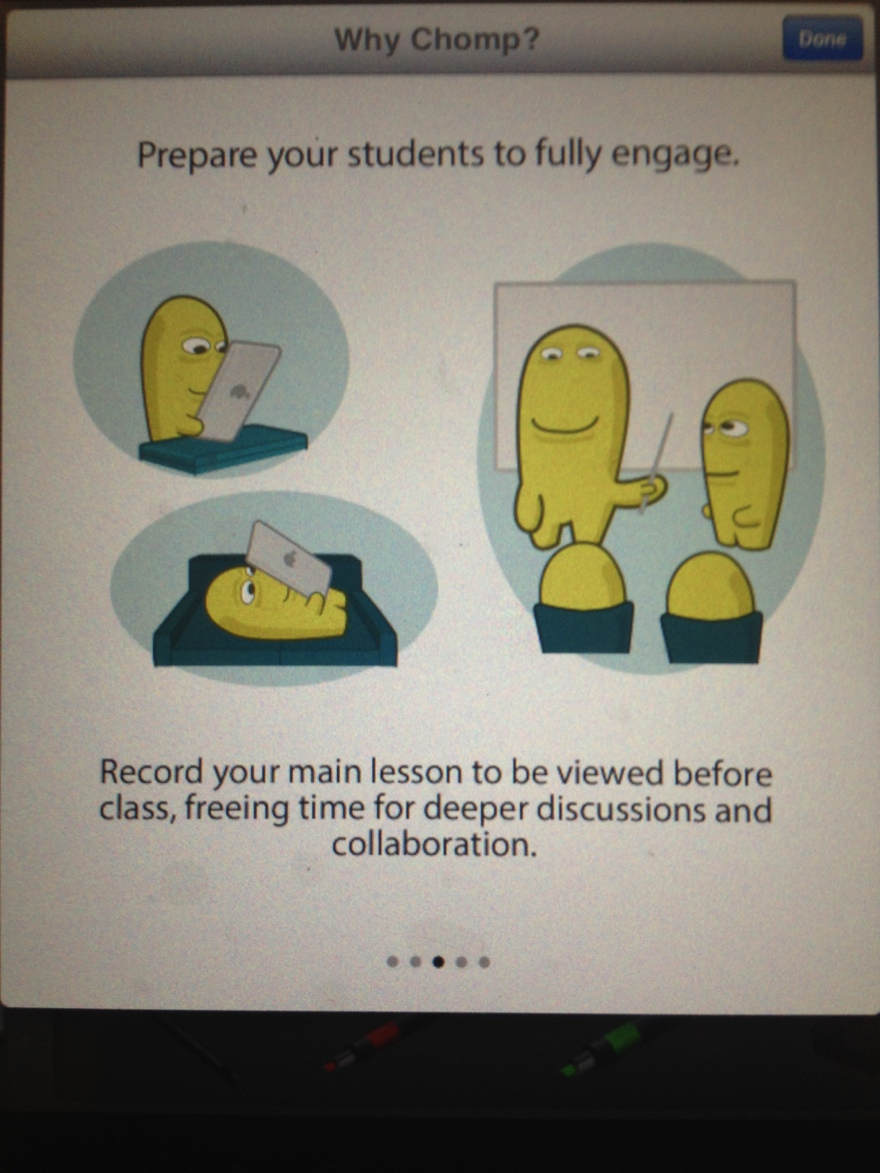 Why Chomp?
Done
Prepare your students to fully engage.
Record your main lesson to be viewed before
class, freeing time for deeper discussions and
collaboration.